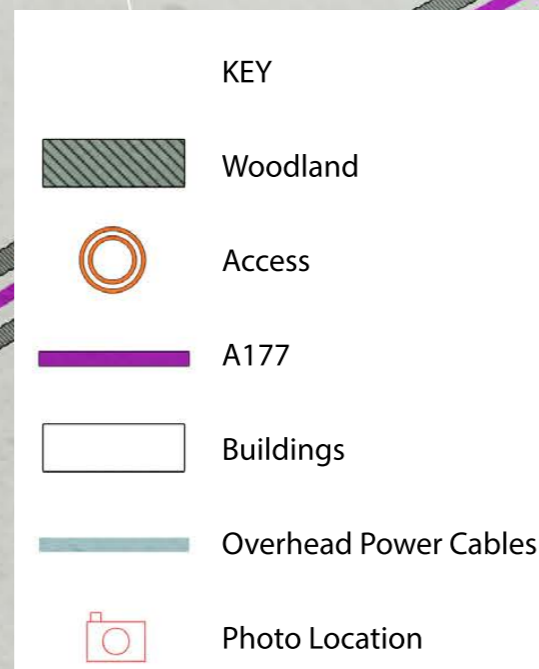 KEY
Woodland
Access
A177
Buildings
Overhead Power Cables
Photo Location